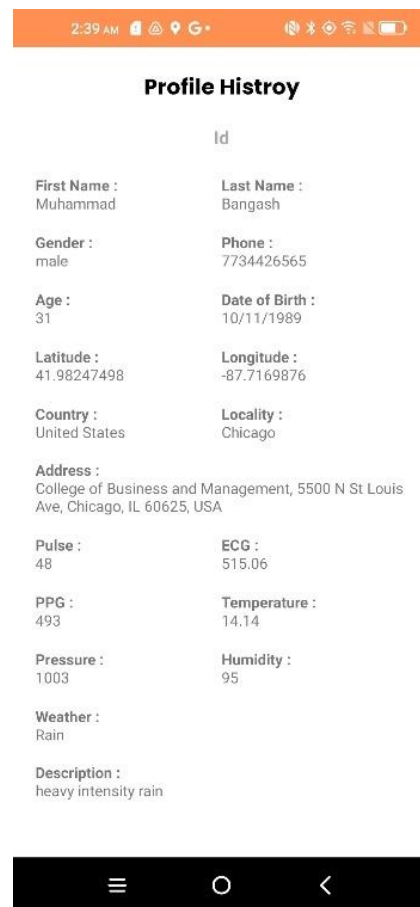 2:39 AM G
Profile Histroy
Id
First Name : Last Name :
Muhammad Bangash
Gender : Phone :
male 7734426565
Age : Date of Birth :
31 10/11/1989
Latitude : Longitude :
41.98247498 -87.7169876
Country : Locality :
United States Chicago
Address :
College of Business and Management, 5500 N St Louis
Ave, Chicago, IL 60625, USA
Pulse : ECG :
48 515.06
PPG : Temperature :
493 14.14
Pressure : Humidity :
1003 95
Weather :
Rain
Description :
heavy intensity rain